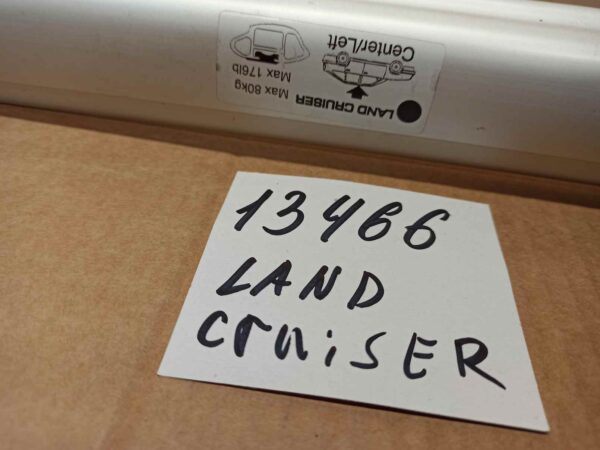 LAND CRUISER
Center/Left
Max 80kg
Max 176lb
13466
LAND
CRUiSER